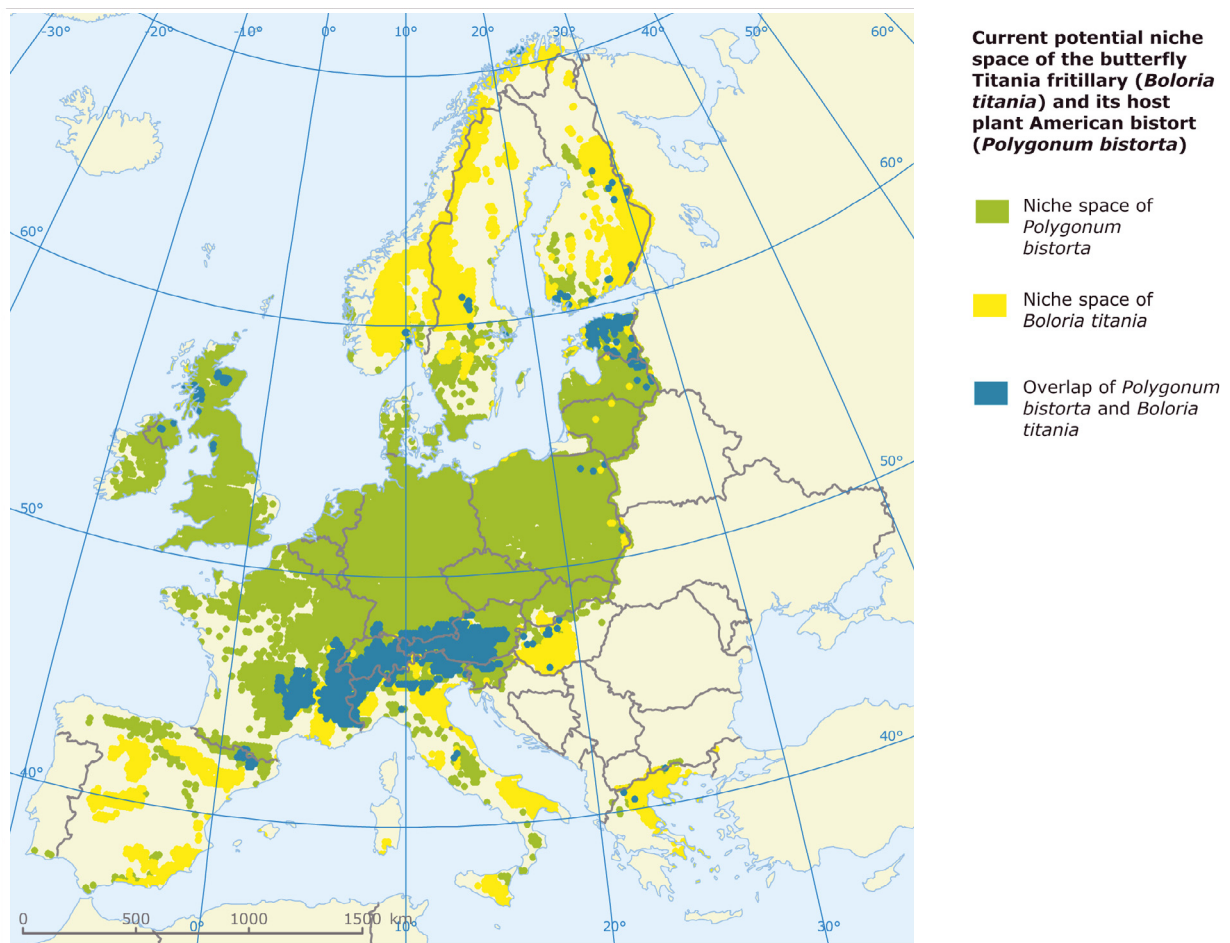 -30° -20° -10° 0° 10° 20° 30° 40° 50° 60°
60°
60°
50°
50°
40°
40°
0 500 1000 1500 km
0° 10° 20° 30°
Current potential niche
space of the butterfly
Titania fritillary (Boloria
titania) and its host
plant American bistort
(Polygonum bistorta)
Niche space of
Polygonum
bistorta
Niche space of
Boloria titania
Overlap of Polygonum
bistorta and Boloria
titania